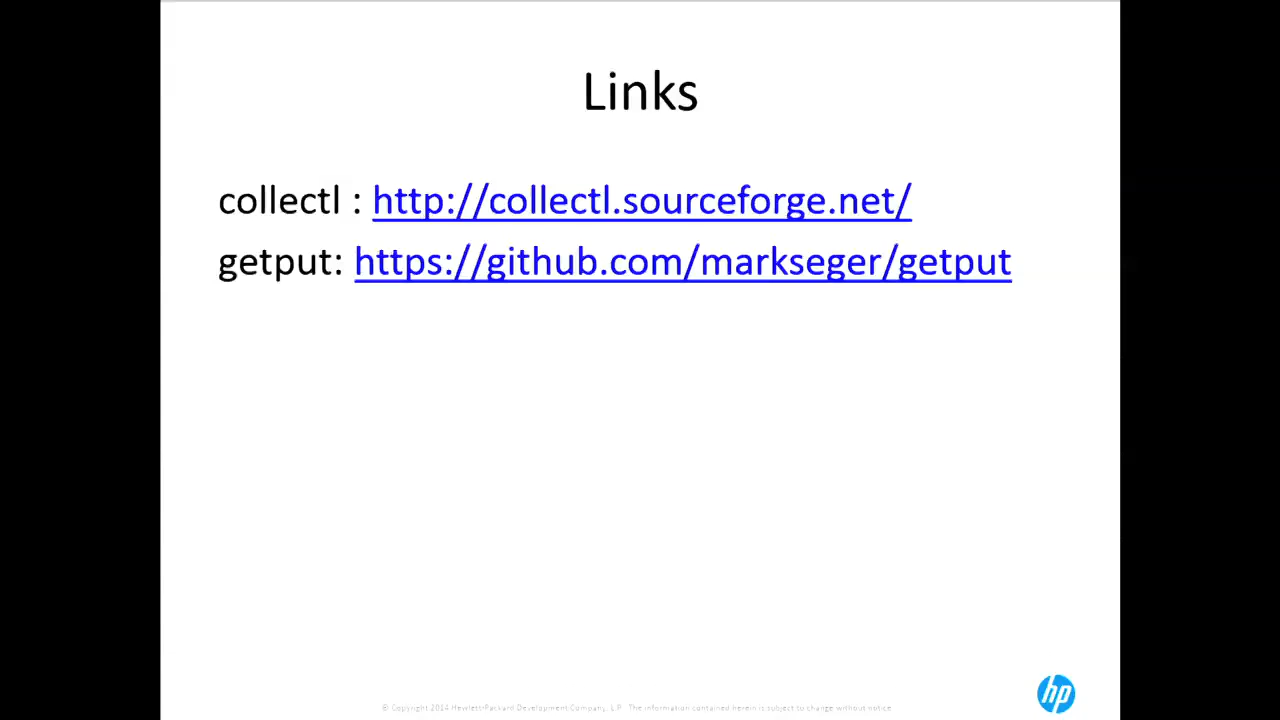 Links
collectl : http://collectl.sourceforge.net/
getput: https://github.com/markseger/getput
© Copyright 2014 Hewlett-Packard Development Company, L.P. The information contained herein is subject to change without notice.
hp